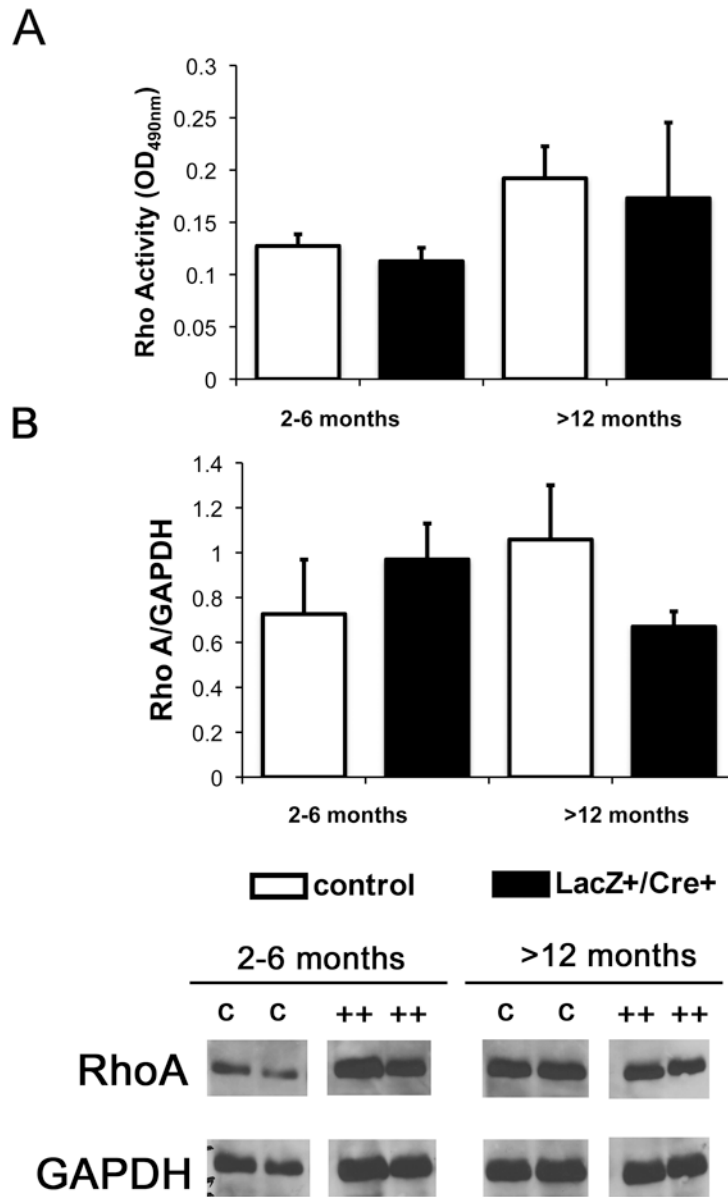 A
Rho Activity (OD490nm)
0.3
0.25
0.2
0.15
0.1
0.05
0
2-6 months >12 months
B
Rho A/GAPDH
1.4
1.2
1
0.8
0.6
0.4
0.2
0
2-6 months >12 months
control LacZ+/Cre+
2-6 months >12 months
C C ++ ++ C C ++ ++
RhoA
GAPDH